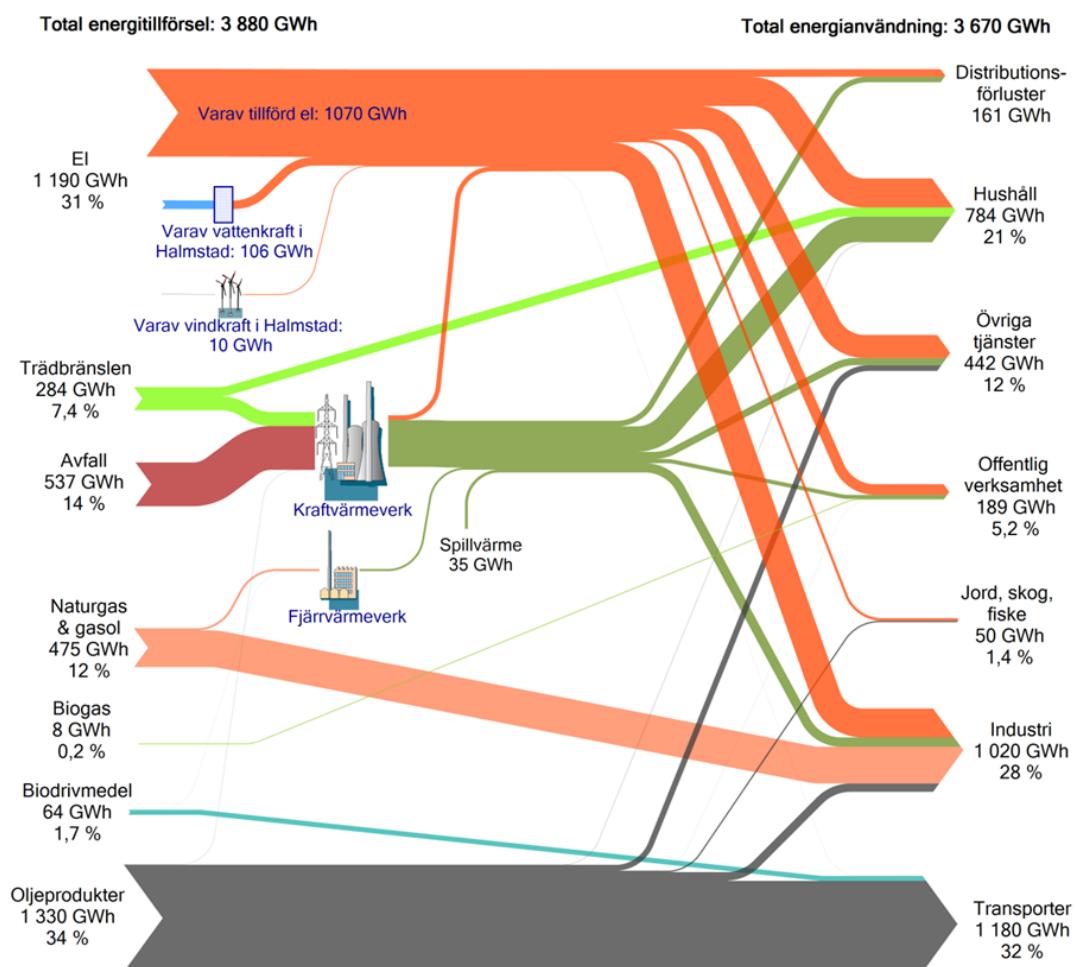 Total energitillförsel: 3 880 GWh
Total energianvändning: 3 670 GWh
Varav tillförd el: 1070 GWh
El
1 190 GWh
31 %
Varav vattenkraft i
Halmstad: 106 GWh
Varav vindkraft i Halmstad:
10 GWh
Trädbränslen
284 GWh
7,4 %
Avfall
537 GWh
14 %
Kraftvärmeverk
Spillvärme
35 GWh
Fjärrvärmeverk
Naturgas
& gasol
475 GWh
12 %
Biogas
8 GWh
0,2 %
Biodrivmedel
64 GWh
1,7 %
Oljeprodukter
1 330 GWh
34 %
Distributions-
förluster
161 GWh
Hushåll
784 GWh
21 %
Övriga
tjänster
442 GWh
12 %
Offentlig
verksamhet
189 GWh
5,2 %
Jord, skog,
fiske
50 GWh
1,4 %
Industri
1 020 GWh
28 %
Transporter
1 180 GWh
32 %